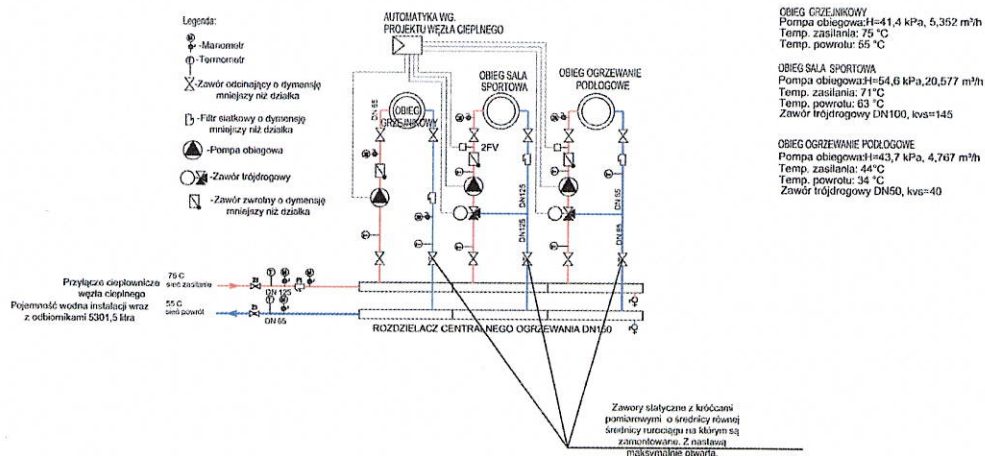 Legenda:
-Manometr
-Termometr
-Zawór odcinający o dymensję
mniejszy niż działka
-Filtr siatkowy o dymensję
mniejszy niż działka
-Pompa obiegowa
-Zawór trójdrogowy
-Zawór zwrotny o dymensję
mniejszy niż działka
AUTOMATYKA WG.
PROJEKTU WĘZŁA CIEPLNEGO
OBIEG
GRZEJNIKOWY
OBIEG SALA
SPORTOWA
OBIEG OGRZEWANIE
PODŁOGOWE
DN 65
2FV
DN125
DN125
DN 65
DN 65
Przyłącze ciepłownicze
węzła cieplnego
Pojemność wodna instalacji wraz
z odbiornikami 5301,5 litra
sieć zasilanie
DN 125
55 C
sieć powrót
DN 65
ROZDZIELACZ CENTRALNEGO OGRZEWANIA DN150
Zawory statyczne z króćcami
pomiarowymi o średnicy równej
średnicy rurociągu na którym są
zamontowane. Z nastawą
maksymalnie otwartą.
OBIEG GRZEJNIKOWY
Pompa obiegowa:H=41,4 kPa, 5,352 m³/h
Temp. zasilania: 75 °C
Temp. powrotu: 55 °C
OBIEG SALA SPORTOWA
Pompa obiegowa:H=54,6 kPa,20,577 m³/h
Temp. zasilania: 71°C
Temp. powrotu: 63 °C
Zawór trójdrogowy DN100, kvs=145
OBIEG OGRZEWANIE PODŁOGOWE
Pompa obiegowa:H=43,7 kPa, 4,767 m³/h
Temp. zasilania: 44°C
Temp. powrotu: 34 °C
Zawór trójdrogowy DN50, kvs=40